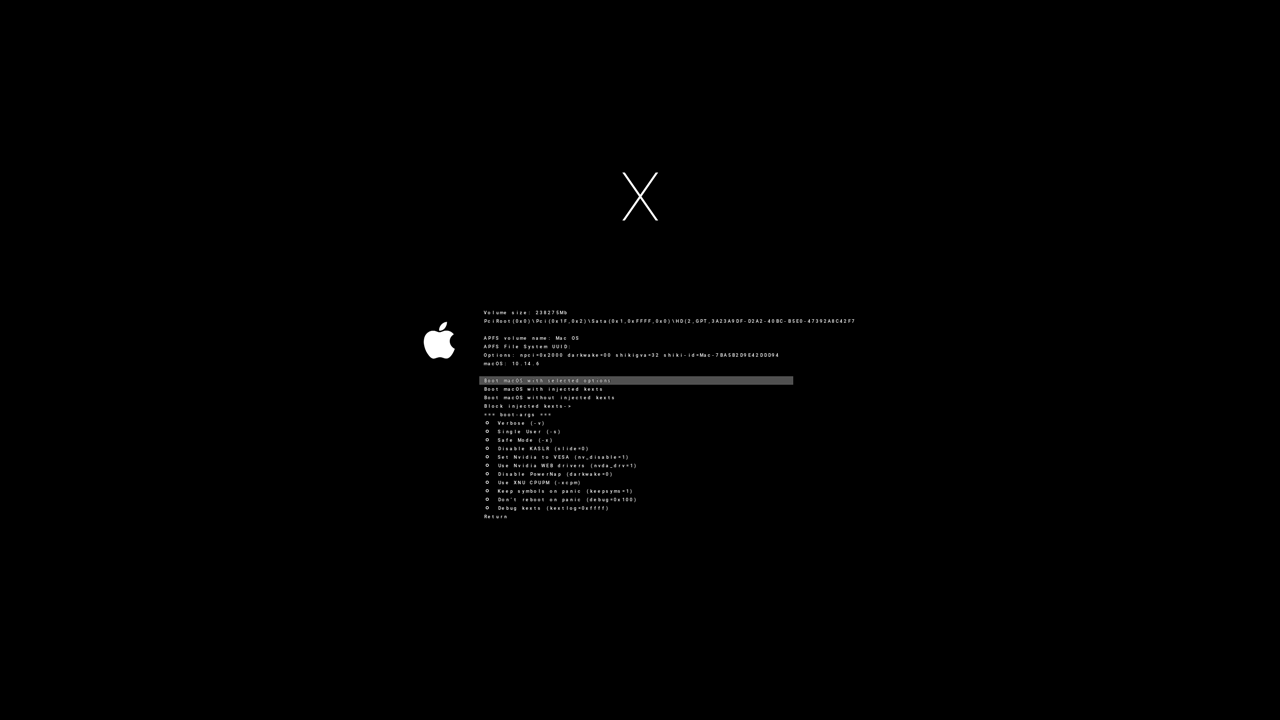 X
Volume size: 238275Mb
PciRoot(0x0)\Pci(0x1F,0x2)\Sata(0x1,0xFFFF,0x0)\HD(2,GPT,3A23A9DF-D2A2-40BC-B5E0-47392A8C42F7
APFS volume name: Mac OS
APFS File System UUID:
Options: npci=0x2000 darkwake=00 shikigva=32 shiki-id=Mac-7BA5B2D9E42DDD94
macOS: 10.14.6
Boot macOS with selected options
Boot macOS with injected kexts
Boot macOS without injected kexts
Block injected kexts->
=== boot-args ===
Verbose (-v)
Single User (-s)
Safe Mode (-x)
Disable KASLR (slide=0)
Set Nvidia to VESA (nv_disable=1)
Use Nvidia WEB drivers (nvda_drv=1)
Disable PowerNap (darkwake=0)
Use XNU CPUPM (-xcpm)
Keep symbols on panic (keepsyms=1)
Don't reboot on panic (debug=0x100)
Debug kexts (kextlog=0xffff)
Return